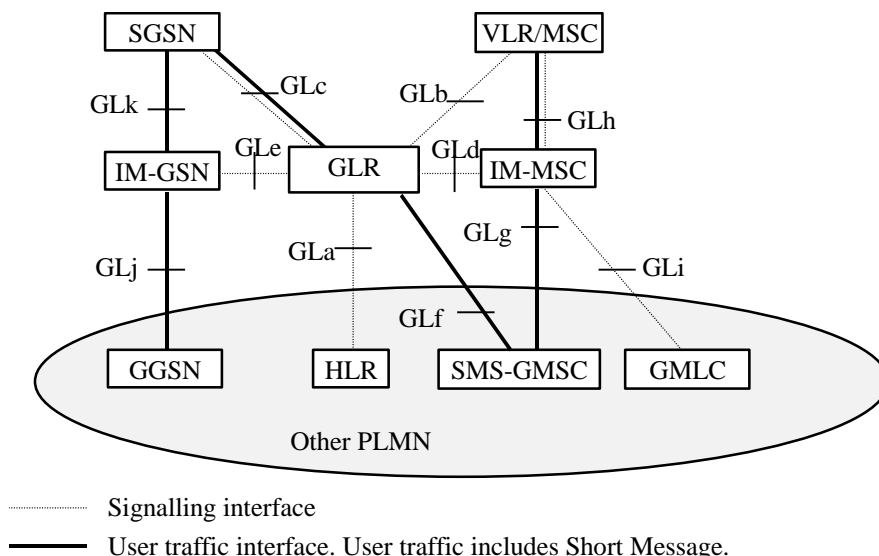 SGSN
VLR/MSC
GLc
GLb
GLk
GLh
GLe
GLd
IM-GSN
GLR
IM-MSC
GLa
GLg
GLj
GLi
GLf
GGSN
HLR
SMS-GMSC
GMLC
Other PLMN
Signalling interface
User traffic interface. User traffic includes Short Message.